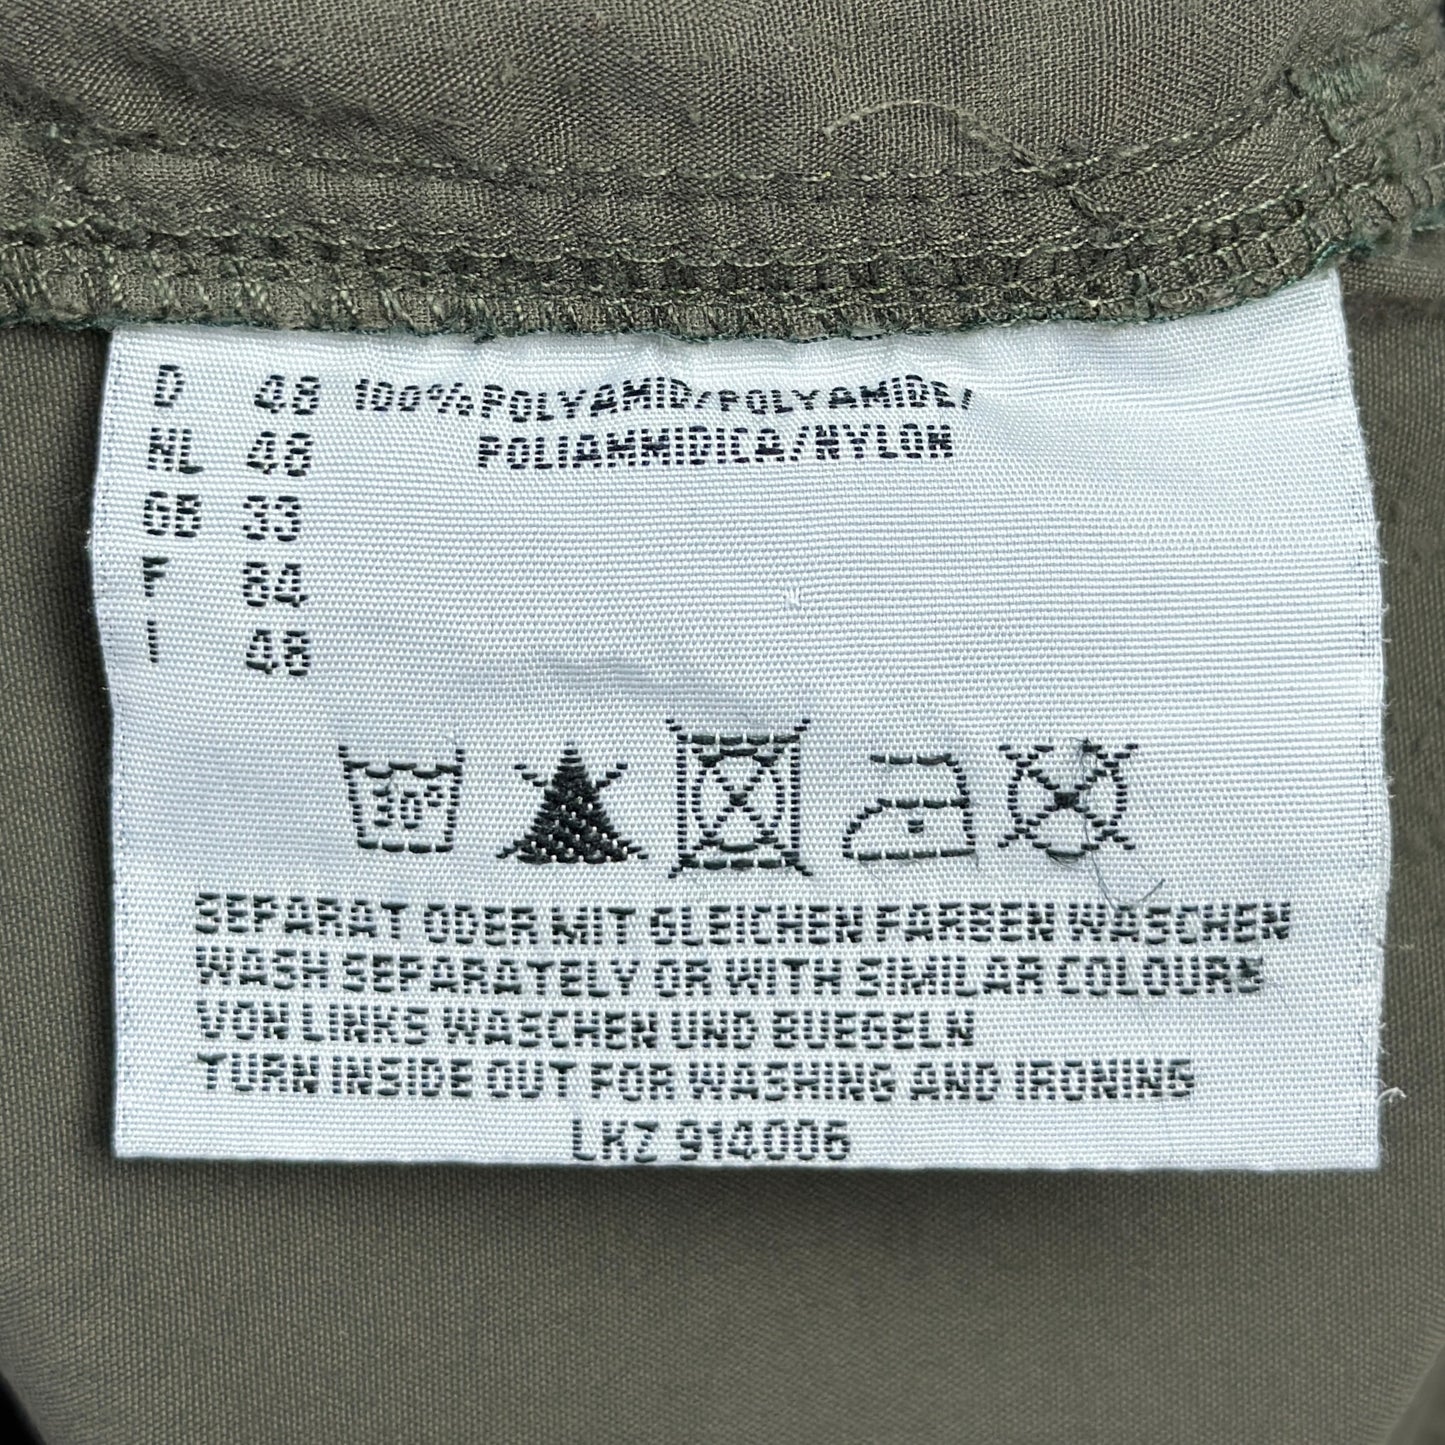 D 48 100% POLYAMID/POLYAMIDE/
NL 48 POLIAMMIDICA/NYLON
GB 33
F 84
I 48
30°
SEPARAT ODER MIT GLEICHEN FARBEN WASCHEN
WASH SEPARATELY OR WITH SIMILAR COLOURS
VON LINKS WASCHEN UND BUEGELN
TURN INSIDE OUT FOR WASHING AND IRONING
LKZ 914006